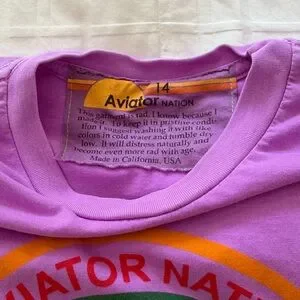 14
Aviator NATION
This garment is rad. I know because I
made it. To keep it in pristine condi-
tion I suggest washing it with like
colors in cold water and tumble dry
low. It will distress naturally and
become even more rad with age.
Made in California, USA
VIATOR NAT